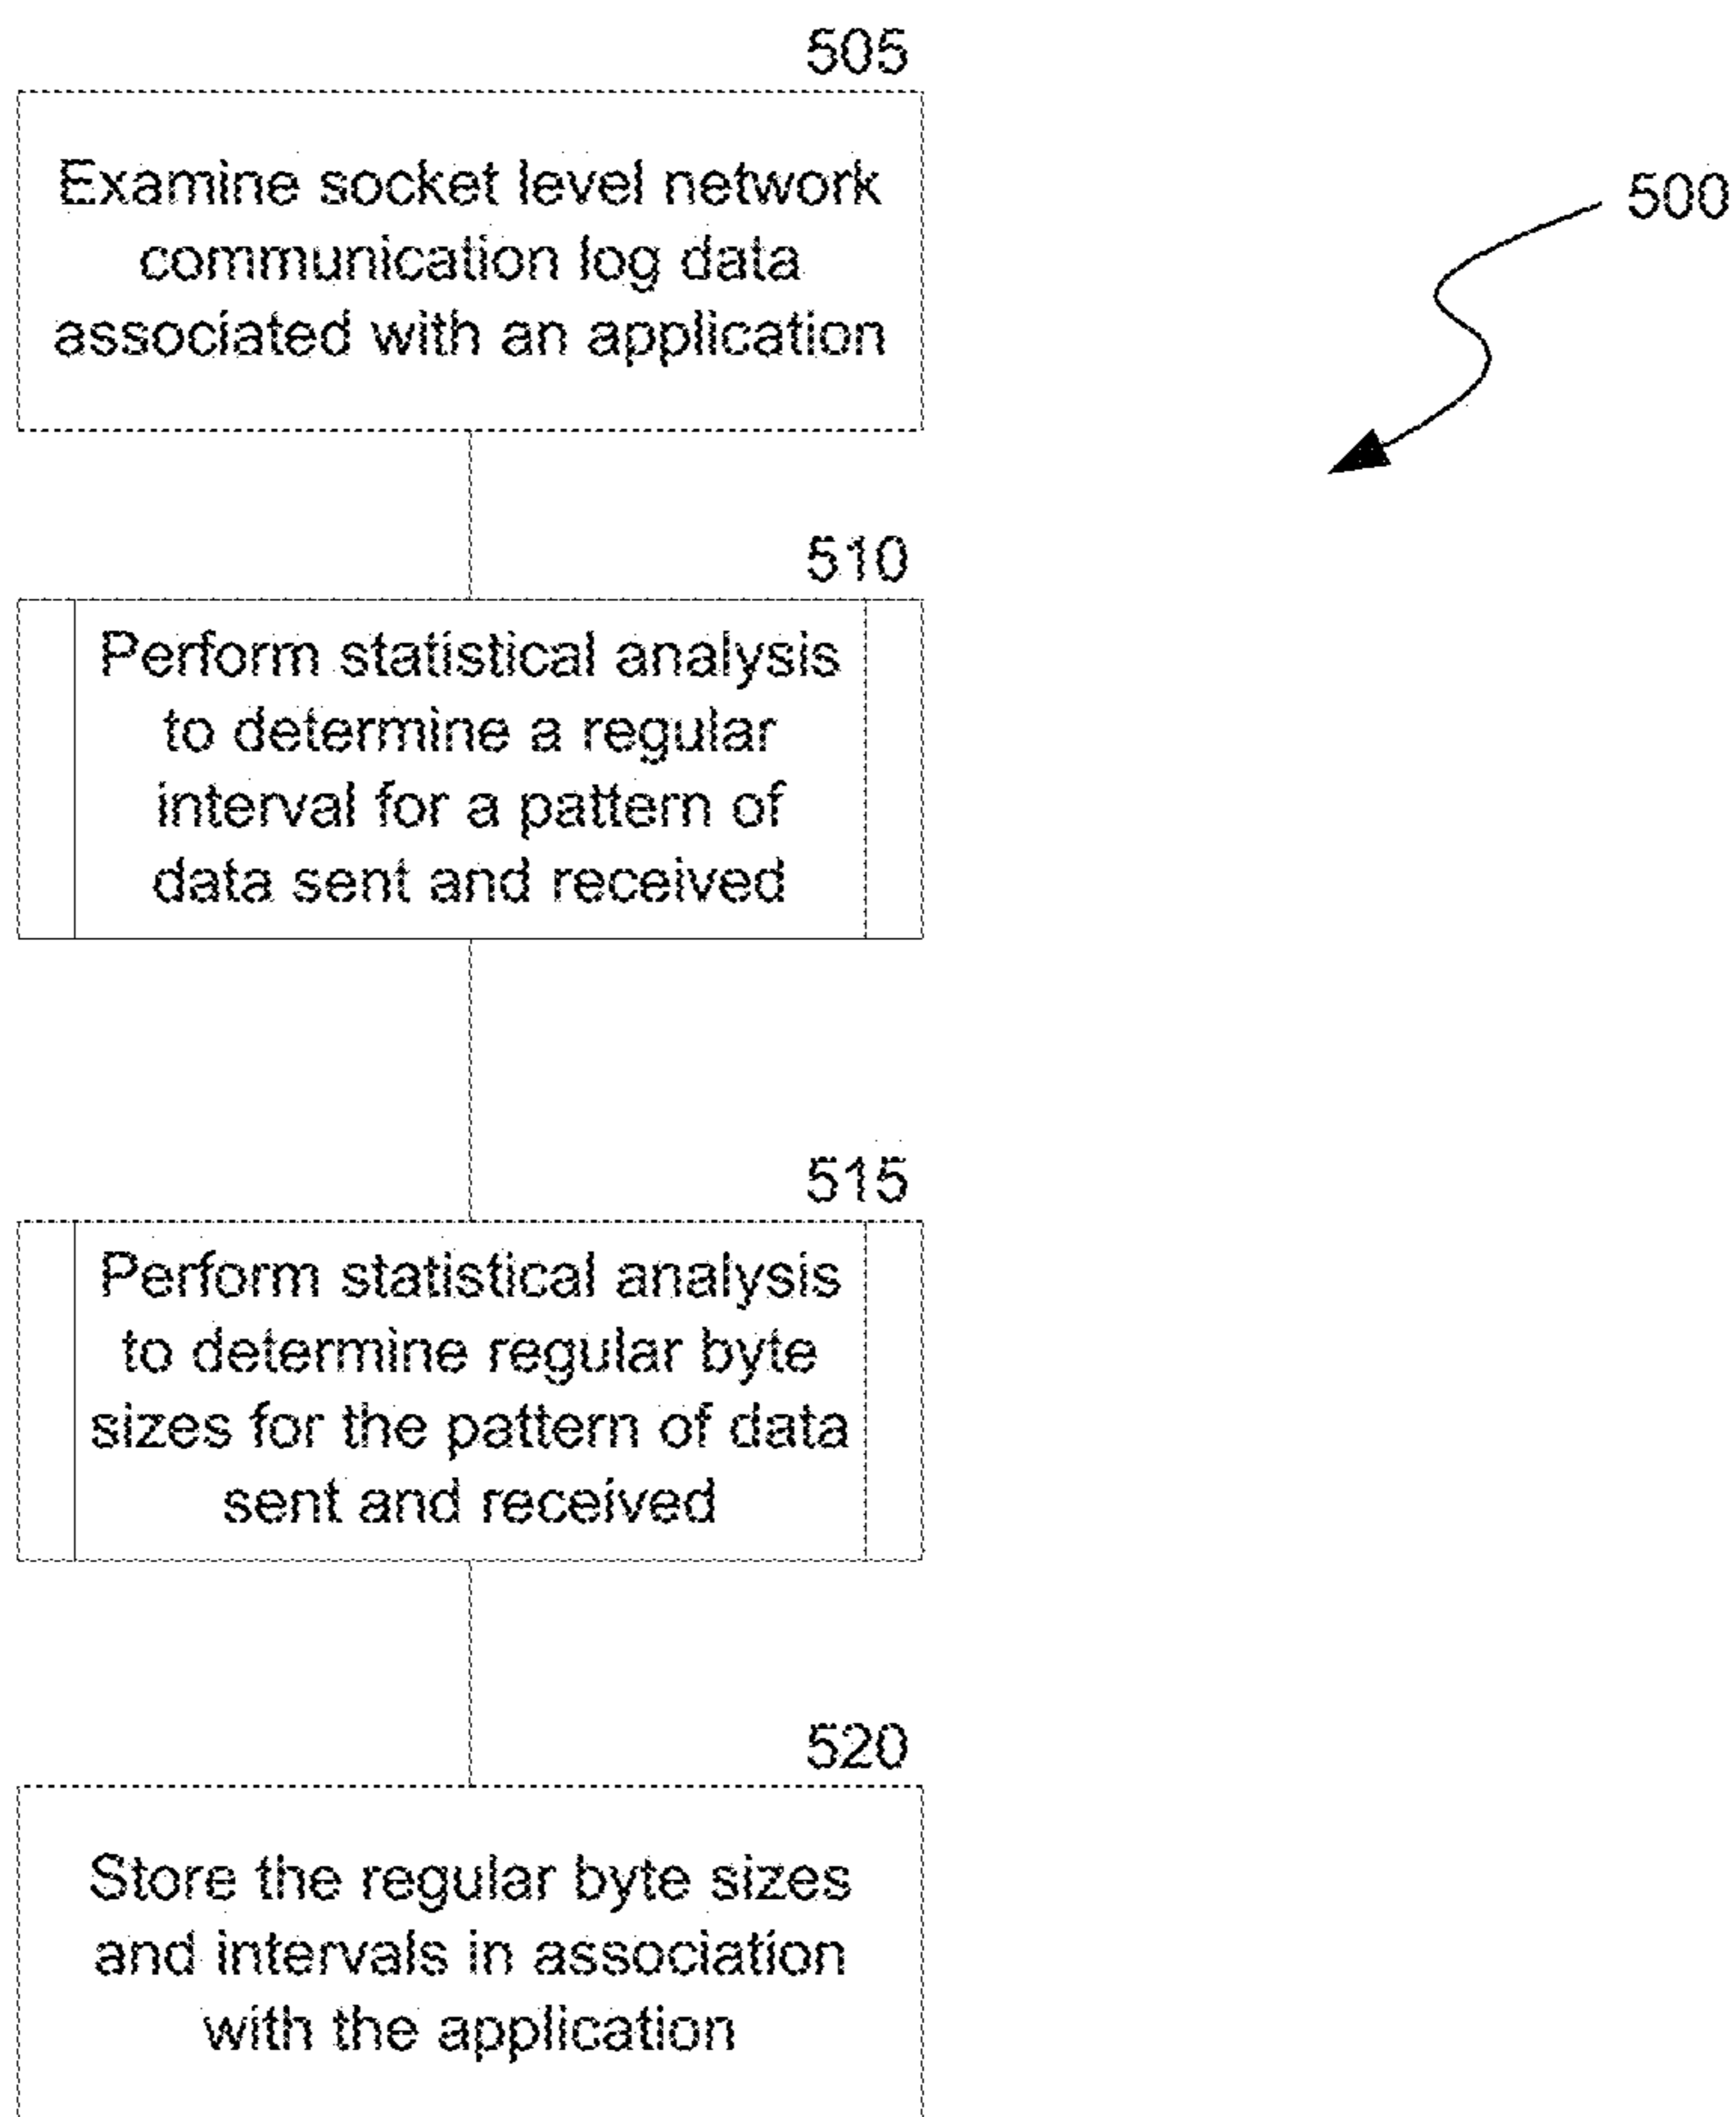 505
Examine socket level network
communication log data
associated with an application
500
510
Perform statistical analysis
to determine a regular
interval for a pattern of
data sent and received
515
Perform statistical analysis
to determine regular byte
sizes for the pattern of data
sent and received
520
Store the regular byte sizes
and intervals in association
with the application